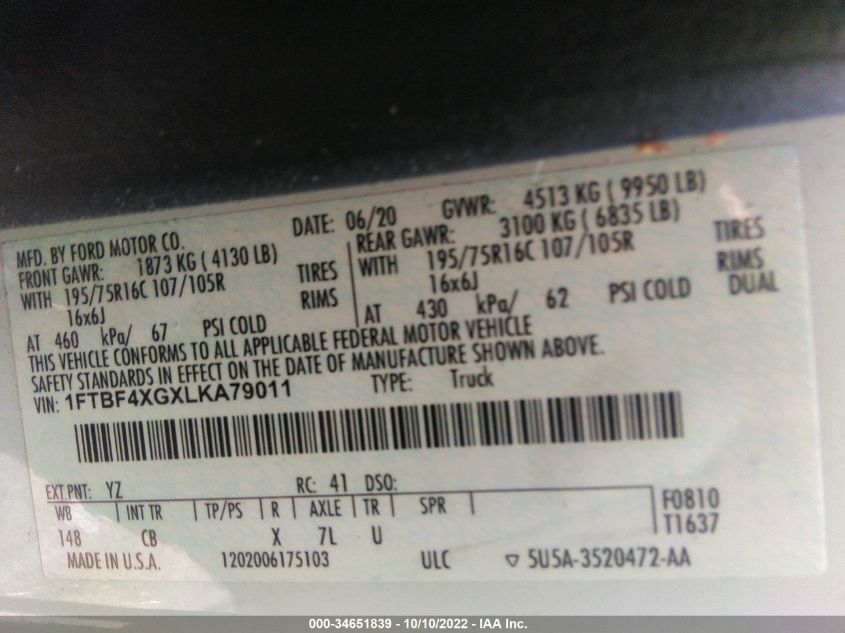 MFD. BY FORD MOTOR CO. DATE: 06/20 GVWR: 4513 KG ( 9950 LB)
FRONT GAWR: 1873 KG ( 4130 LB) REAR GAWR: 3100 KG ( 6835 LB)
WITH 195/75R16C 107/105R TIRES WITH 195/75R16C 107/105R TIRES
16x6J RIMS 16x6J RIMS
AT 460 kPa/ 67 PSI COLD AT 430 kPa/ 62 PSI COLD DUAL
THIS VEHICLE CONFORMS TO ALL APPLICABLE FEDERAL MOTOR VEHICLE
SAFETY STANDARDS IN EFFECT ON THE DATE OF MANUFACTURE SHOWN ABOVE.
VIN: 1FTBF4XGXLKA79011 TYPE: Truck
EXT PNT: YZ RC: 41 DSO:
WB INT TR TP/PS R AXLE TR SPR F0810
148 CB X 7L U T1637
MADE IN U.S.A. 1202006175103 ULC ▽ 5U5A-3520472-AA
000-34651839 - 10/10/2022 - IAA Inc.